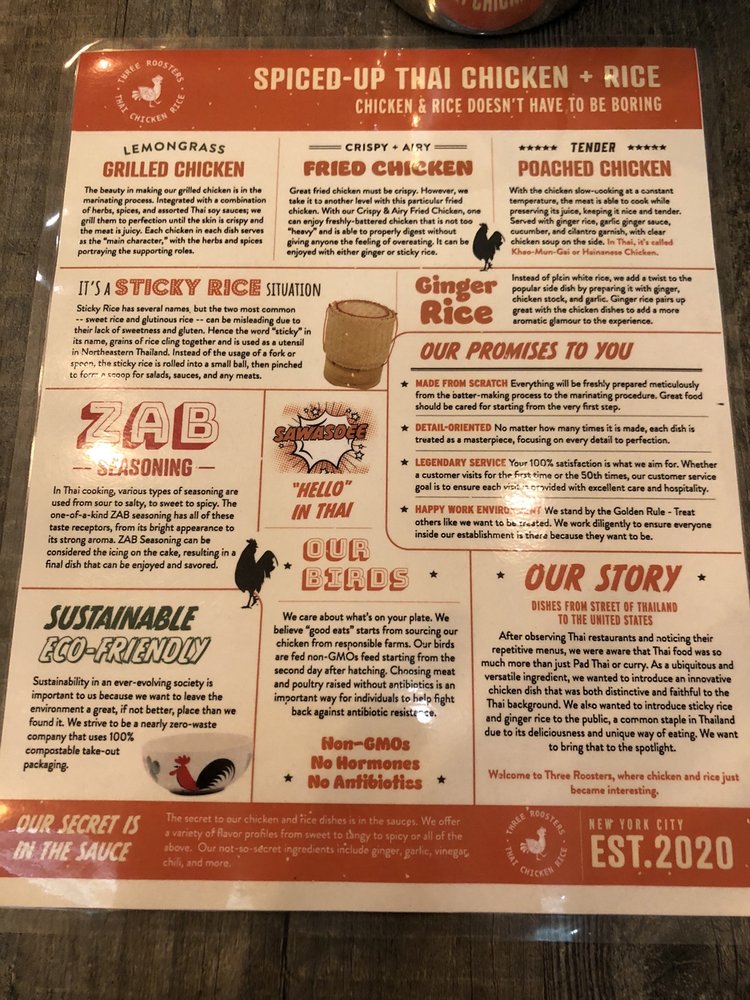 CHICKEN
THREE ROOSTERS
THAI CHICKEN RICE
SPICED-UP THAI CHICKEN + RICE
CHICKEN & RICE DOESN'T HAVE TO BE BORING
LEMONGRASS
GRILLED CHICKEN
The beauty in making our grilled chicken is in the
marinating process. Integrated with a combination
of herbs, spices, and assorted Thai soy sauces; we
grill them to perfection until the skin is crispy and
the meat is juicy. Each chicken in each dish serves
as the "main character," with the herbs and spices
portraying the supporting roles.
CRISPY + AIRY
FRIED CHICKEN
Great fried chicken must be crispy. However, we
take it to another level with this particular fried
chicken. With our Crispy & Airy Fried Chicken, one
can enjoy freshly-battered chicken that is not too
"heavy" and is able to properly digest without
giving anyone the feeling of overeating. It can be
enjoyed with either ginger or sticky rice.
★★★★★ TENDER ★★★★★
POACHED CHICKEN
With the chicken slow-cooking at a constant
temperature, the meat is able to cook while
preserving its juice, keeping it nice and tender.
Served with ginger rice, garlic ginger sauce,
cucumber, and cilantro garnish, with clear
chicken soup on the side. In Thai, it's called
Khao-Mun-Gai or Hainanese Chicken.
IT'S A STICKY RICE SITUATION
Sticky Rice has several names, but the two most common
-- sweet rice and glutinous rice -- can be misleading due to
their lack of sweetness and gluten. Hence the word "sticky" in
its name, grains of rice cling together and is used as a utensil
in Northeastern Thailand. Instead of the usage of a fork or
spoon, the sticky rice is rolled into a small ball, then pinched
to form a scoop for salads, sauces, and any meats.
Ginger
Rice
Instead of plain white rice, we add a twist to the
popular side dish by preparing it with ginger,
chicken stock, and garlic. Ginger rice pairs up
great with the chicken dishes to add a more
aromatic glamour to the experience.
OUR PROMISES TO YOU
★ MADE FROM SCRATCH Everything will be freshly prepared meticulously
from the batter-making process to the marinating procedure. Great food
should be cared for starting from the very first step.
★ DETAIL-ORIENTED No matter how many times it is made, each dish is
treated as a masterpiece, focusing on every detail to perfection.
★ LEGENDARY SERVICE Your 100% satisfaction is what we aim for. Whether
a customer visits for the first time or the 50th times, our customer service
goal is to ensure each visit is provided with excellent care and hospitality.
★ HAPPY WORK ENVIRONMENT We stand by the Golden Rule - Treat
others like we want to be treated. We work diligently to ensure everyone
inside our establishment is there because they want to be.
ZAB
SEASONING
In Thai cooking, various types of seasoning are
used from sour to salty, to sweet to spicy. The
one-of-a-kind ZAB seasoning has all of these
taste receptors, from its bright appearance to
its strong aroma. ZAB Seasoning can be
considered the icing on the cake, resulting in a
final dish that can be enjoyed and savored.
SAWASDEE
"HELLO"
IN THAI
SUSTAINABLE
ECO-FRIENDLY
Sustainability in an ever-evolving society is
important to us because we want to leave the
environment a great, if not better, place than we
found it. We strive to be a nearly zero-waste
company that uses 100%
compostable take-out
packaging.
OUR
★ BIRDS ★
We care about what's on your plate. We
believe "good eats" starts from sourcing our
chicken from responsible farms. Our birds
are fed non-GMOs feed starting from the
second day after hatching. Choosing meat
and poultry raised without antibiotics is an
important way for individuals to help fight
back against antibiotic resistance.
Non-GMOs
No Hormones
★ No Antibiotics ★
★ OUR STORY ★
DISHES FROM STREET OF THAILAND
TO THE UNITED STATES
After observing Thai restaurants and noticing their
repetitive menus, we were aware that Thai food was so
much more than just Pad Thai or curry. As a ubiquitous and
versatile ingredient, we wanted to introduce an innovative
chicken dish that was both distinctive and faithful to the
Thai background. We also wanted to introduce sticky rice
and ginger rice to the public, a common staple in Thailand
due to its deliciousness and unique way of eating. We want
to bring that to the spotlight.
Welcome to Three Roosters, where chicken and rice just
became interesting.
OUR SECRET IS
IN THE SAUCE
The secret to our chicken and rice dishes is in the sauces. We offer
a variety of flavor profiles from sweet to tangy to spicy or all of the
above. Our not-so-secret ingredients include ginger, garlic, vinegar,
chili, and more.
THREE ROOSTERS
THAI CHICKEN RICE
NEW YORK CITY
EST.2020